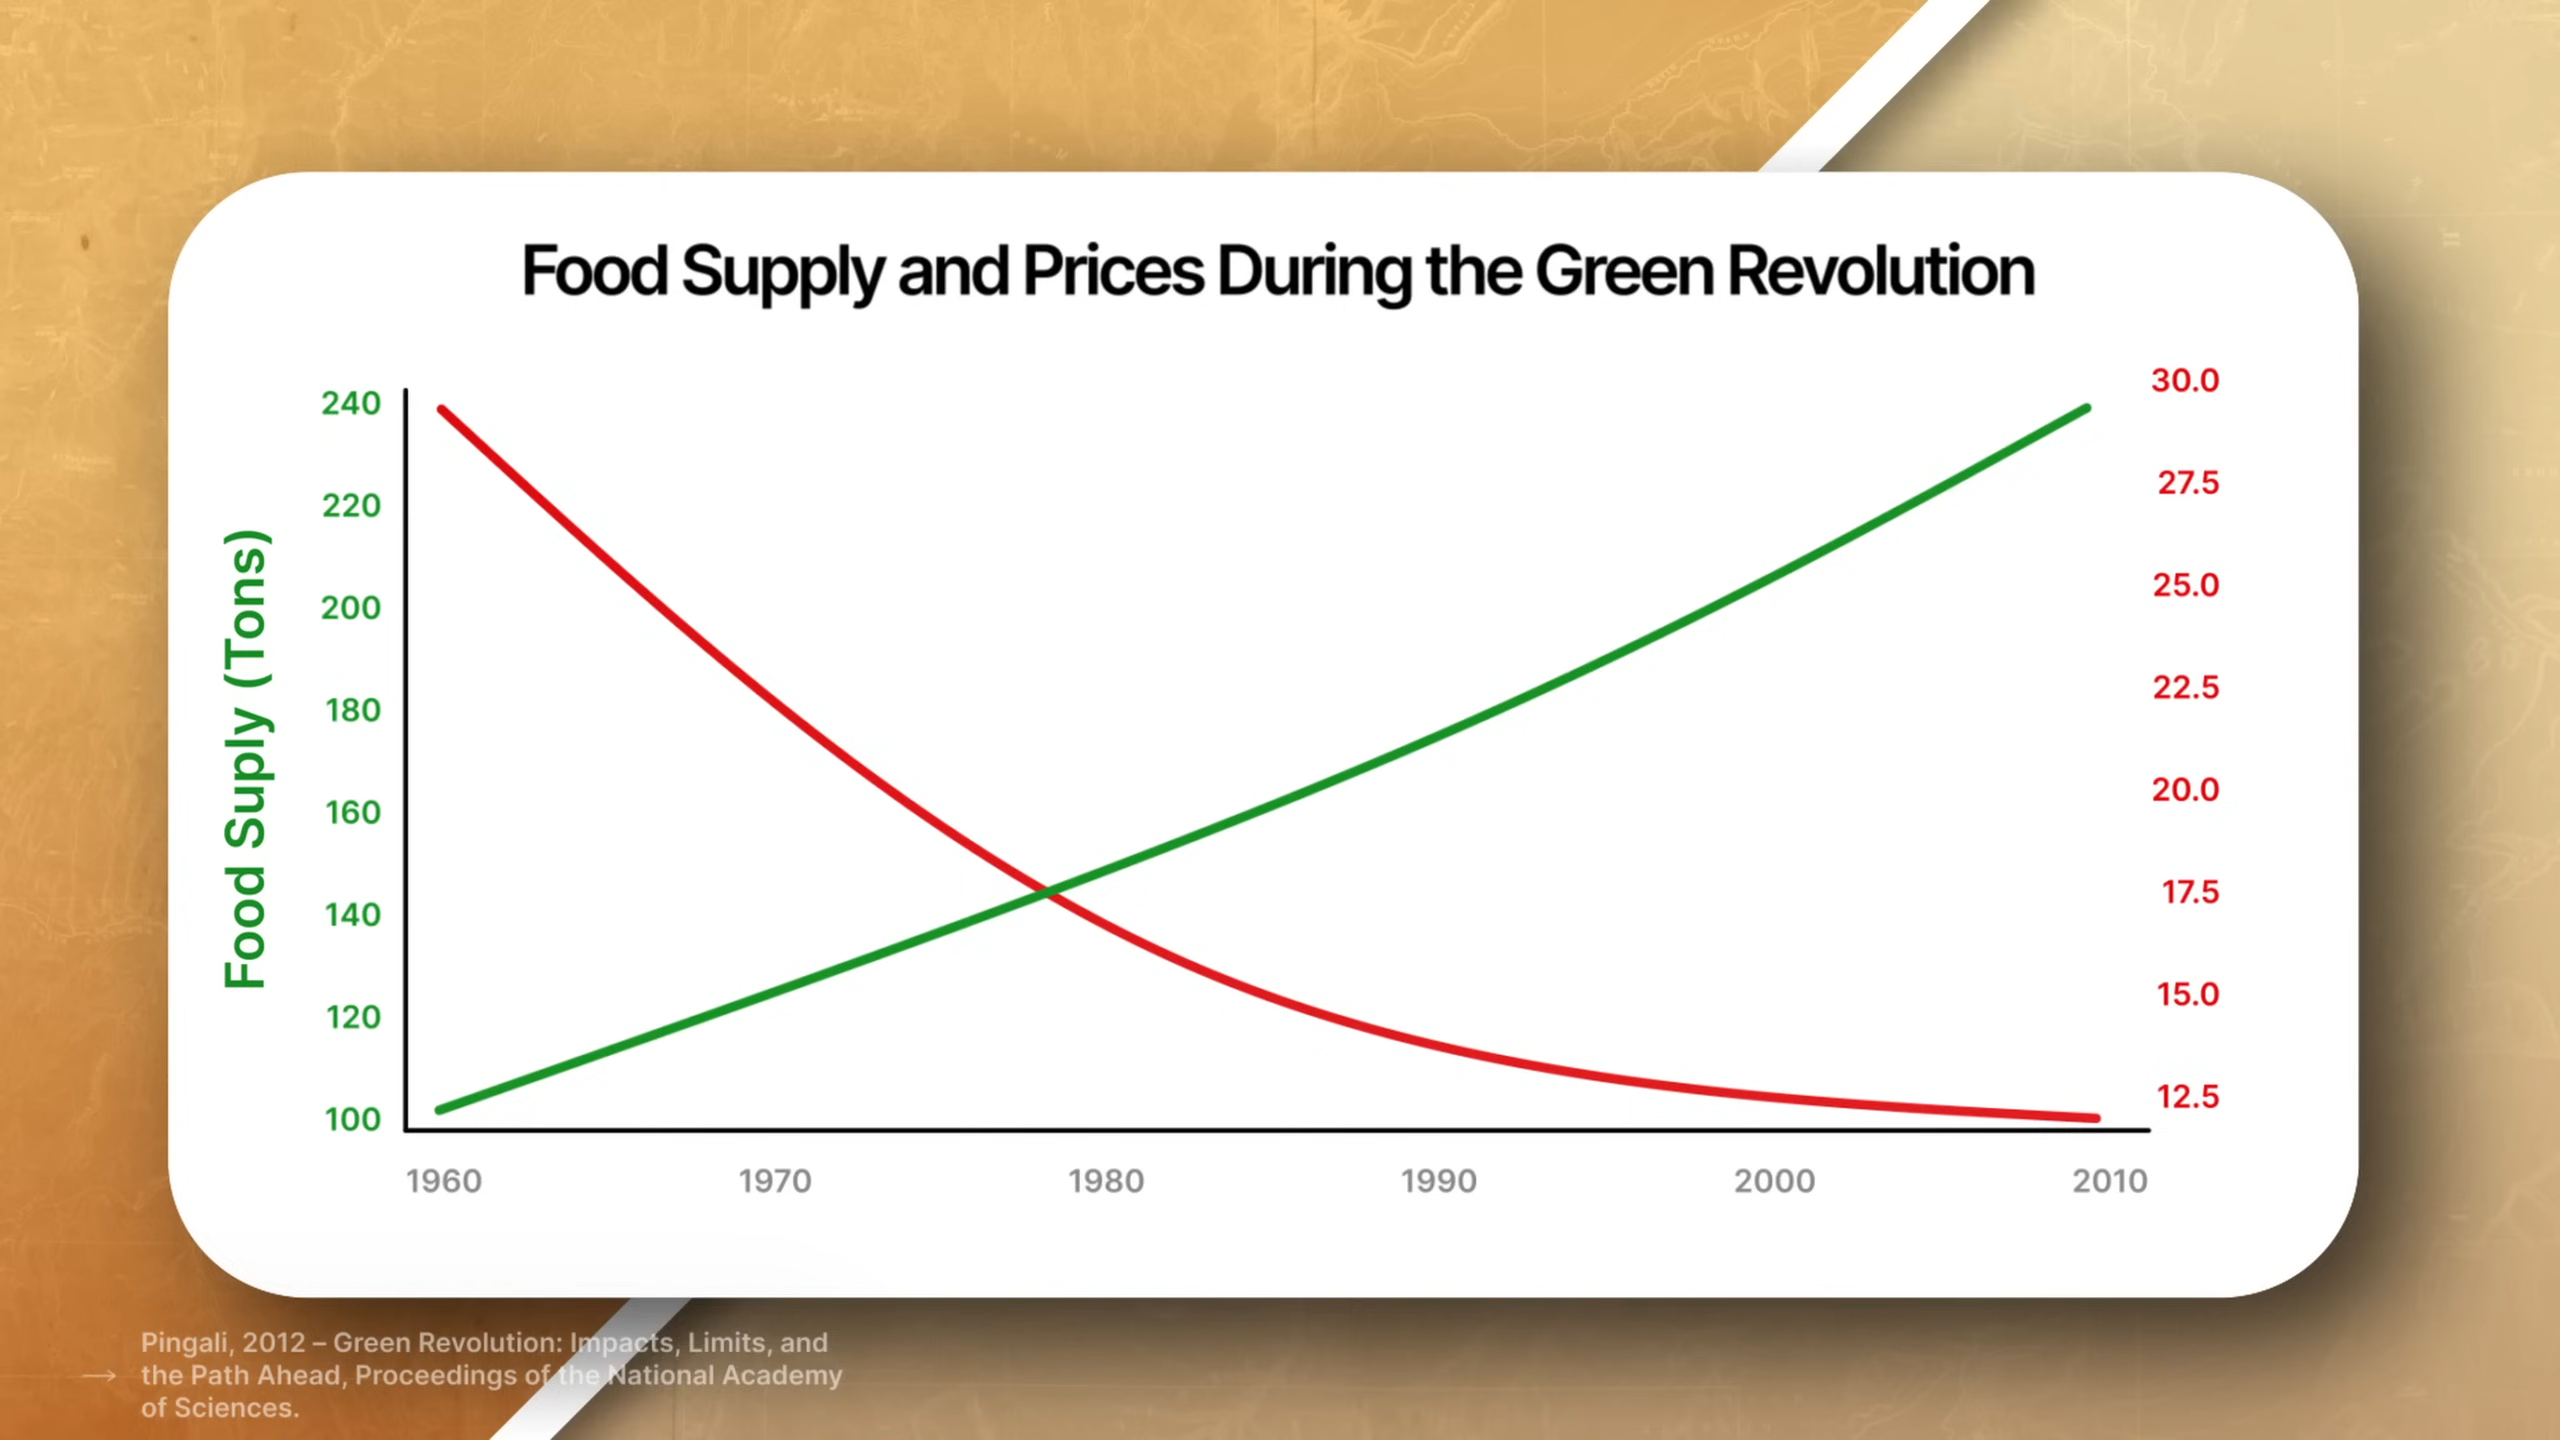 Food Supply and Prices During the Green Revolution
Food Supply (Tons)
240
220
200
180
160
140
120
100
30.0
27.5
25.0
22.5
20.0
17.5
15.0
12.5
1960 1970 1980 1990 2000 2010
Pingali, 2012 – Green Revolution: Impacts, Limits, and
→ the Path Ahead, Proceedings of the National Academy
of Sciences.